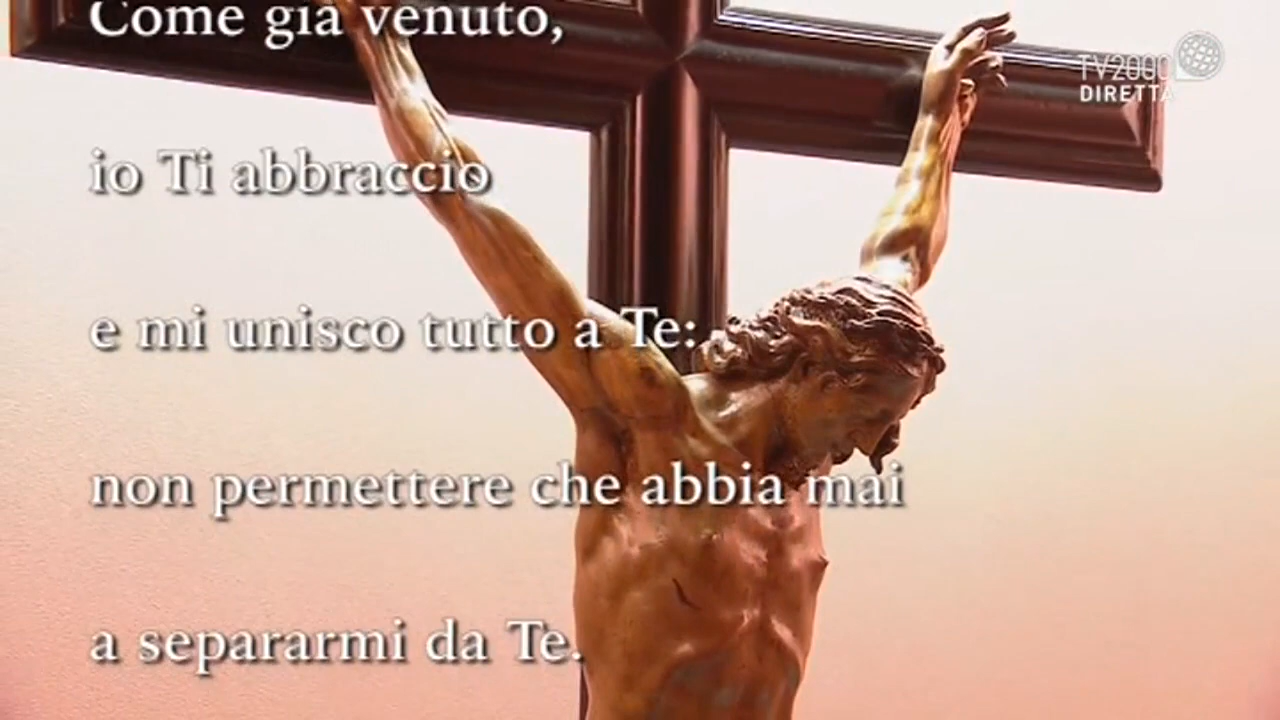 Come già venuto,
TV2000
DIRETTA
io Ti abbraccio
e mi unisco tutto a Te:
non permettere che abbia mai
a separarmi da Te.